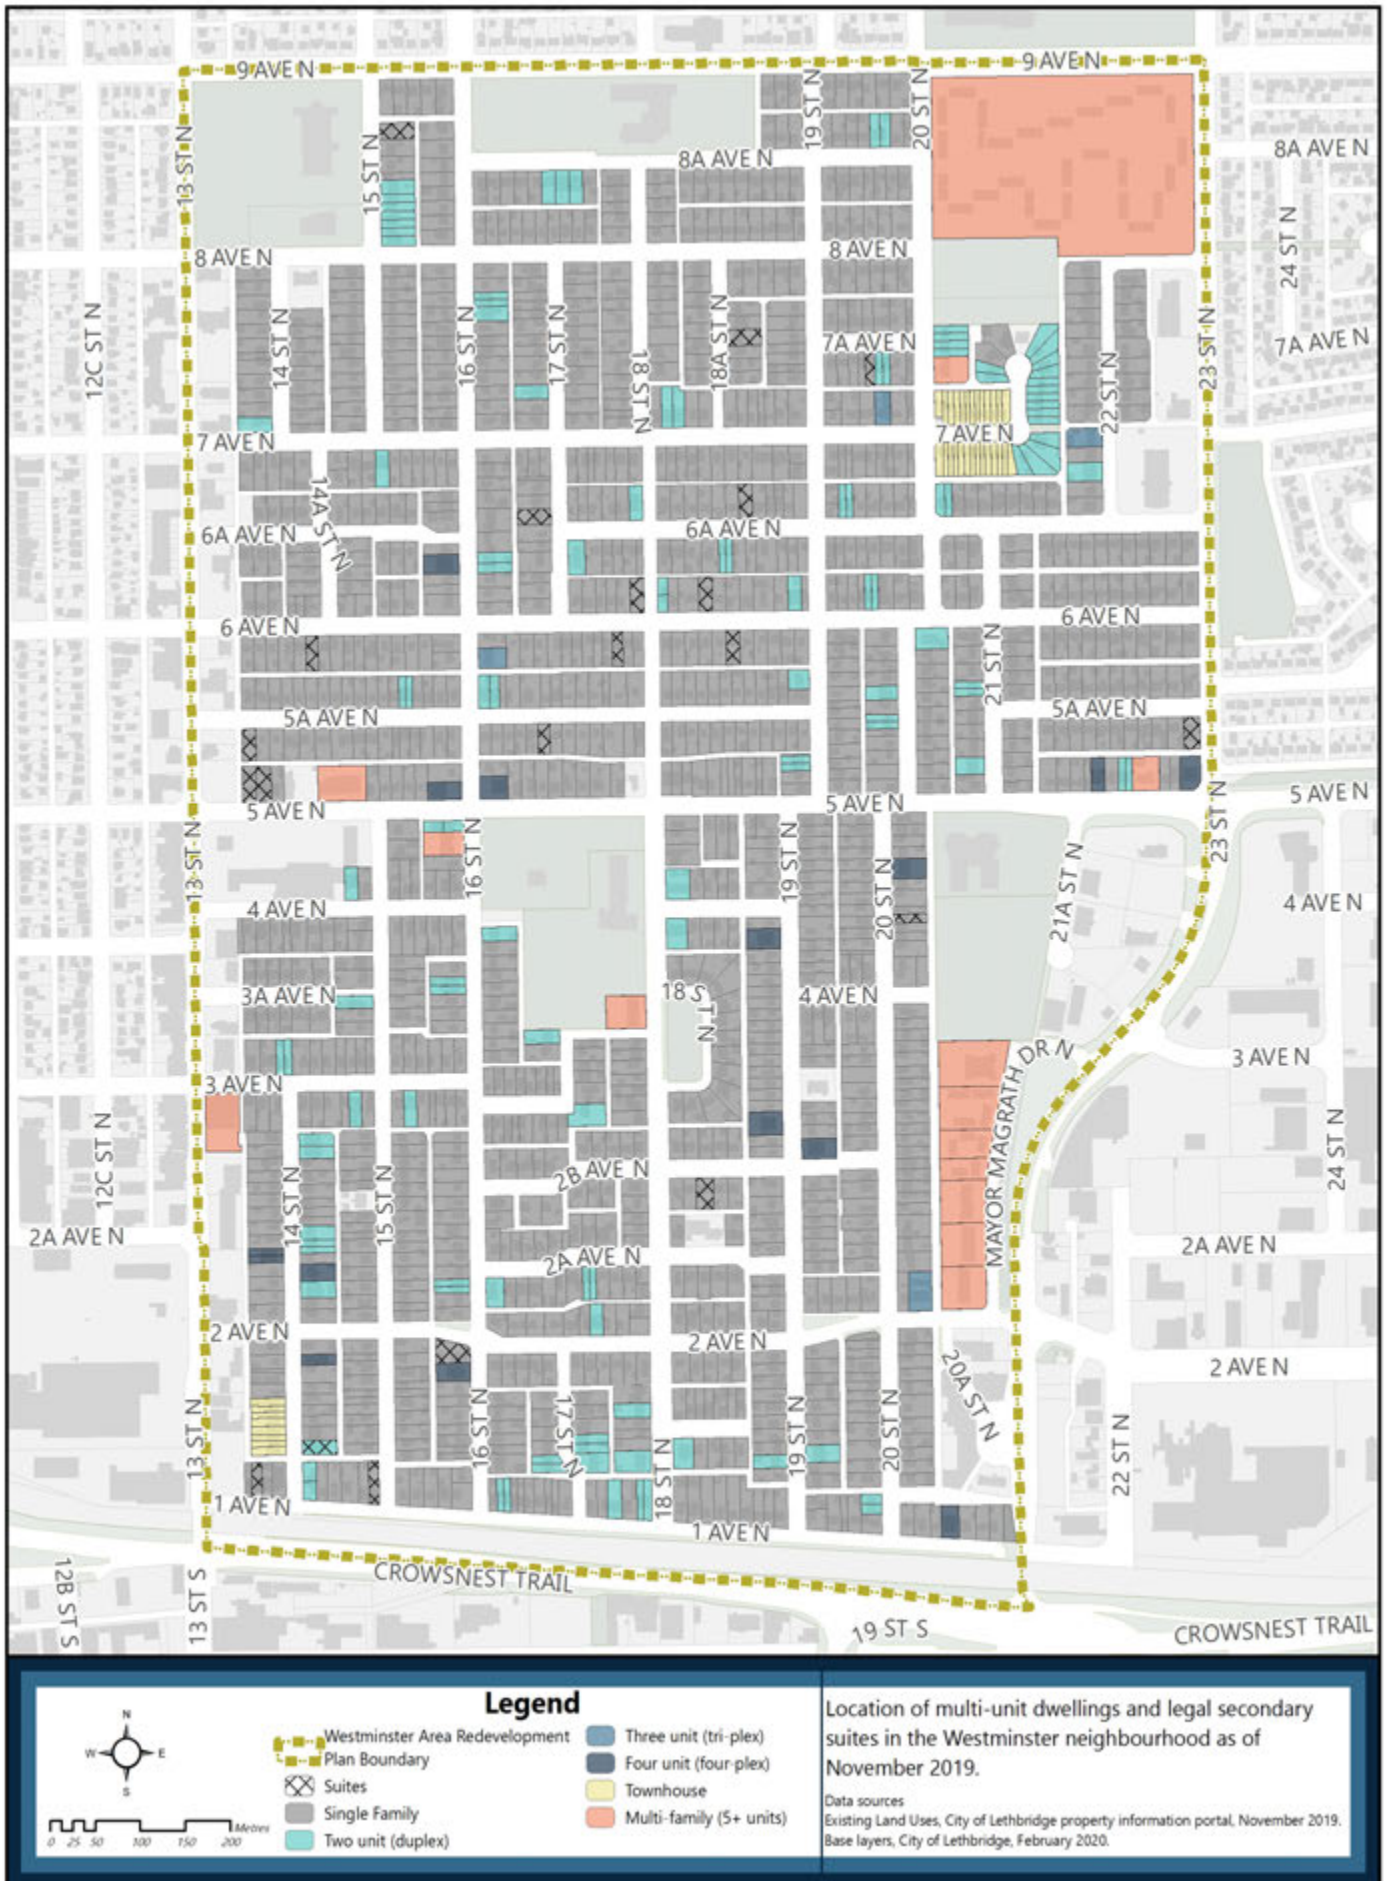 9 AVE N
9 AVE N
19 ST N
20 ST N
13 ST N
15 ST N
8A AVE N
8A AVE N
24 ST N
8 AVE N
8 AVE N
12C ST N
14 ST N
16 ST N
17 ST N
18 ST N
18A ST N
7A AVE N
7A AVE N
22 ST N
23 ST N
7 AVE N
7 AVE N
14A ST N
6A AVE N
6A AVE N
6 AVE N
6 AVE N
21 ST N
5A AVE N
5A AVE N
5 AVE N
5 AVE N
5 AVE N
23 ST N
13 ST N
16 ST N
19 ST N
20 ST N
21A ST N
4 AVE N
4 AVE N
3A AVE N
18 ST N
4 AVE N
3 AVE N
3 AVE N
MAYOR MAGRATH DR N
12C ST N
14 ST N
15 ST N
2B AVE N
24 ST N
2A AVE N
2A AVE N
2A AVE N
2 AVE N
2 AVE N
2 AVE N
20A ST N
13 ST N
16 ST N
17 ST N
18 ST N
19 ST N
20 ST N
22 ST N
1 AVE N
1 AVE N
CROWSNEST TRAIL
12B ST S
13 ST S
19 ST S
CROWSNEST TRAIL
Legend
N
W E
S
0 25 50 100 150 200 Metres
Westminster Area Redevelopment
Plan Boundary
Suites
Single Family
Two unit (duplex)
Three unit (tri-plex)
Four unit (four-plex)
Townhouse
Multi-family (5+ units)
Location of multi-unit dwellings and legal secondary
suites in the Westminster neighbourhood as of
November 2019.
Data sources
Existing Land Uses, City of Lethbridge property information portal, November 2019.
Base layers, City of Lethbridge, February 2020.